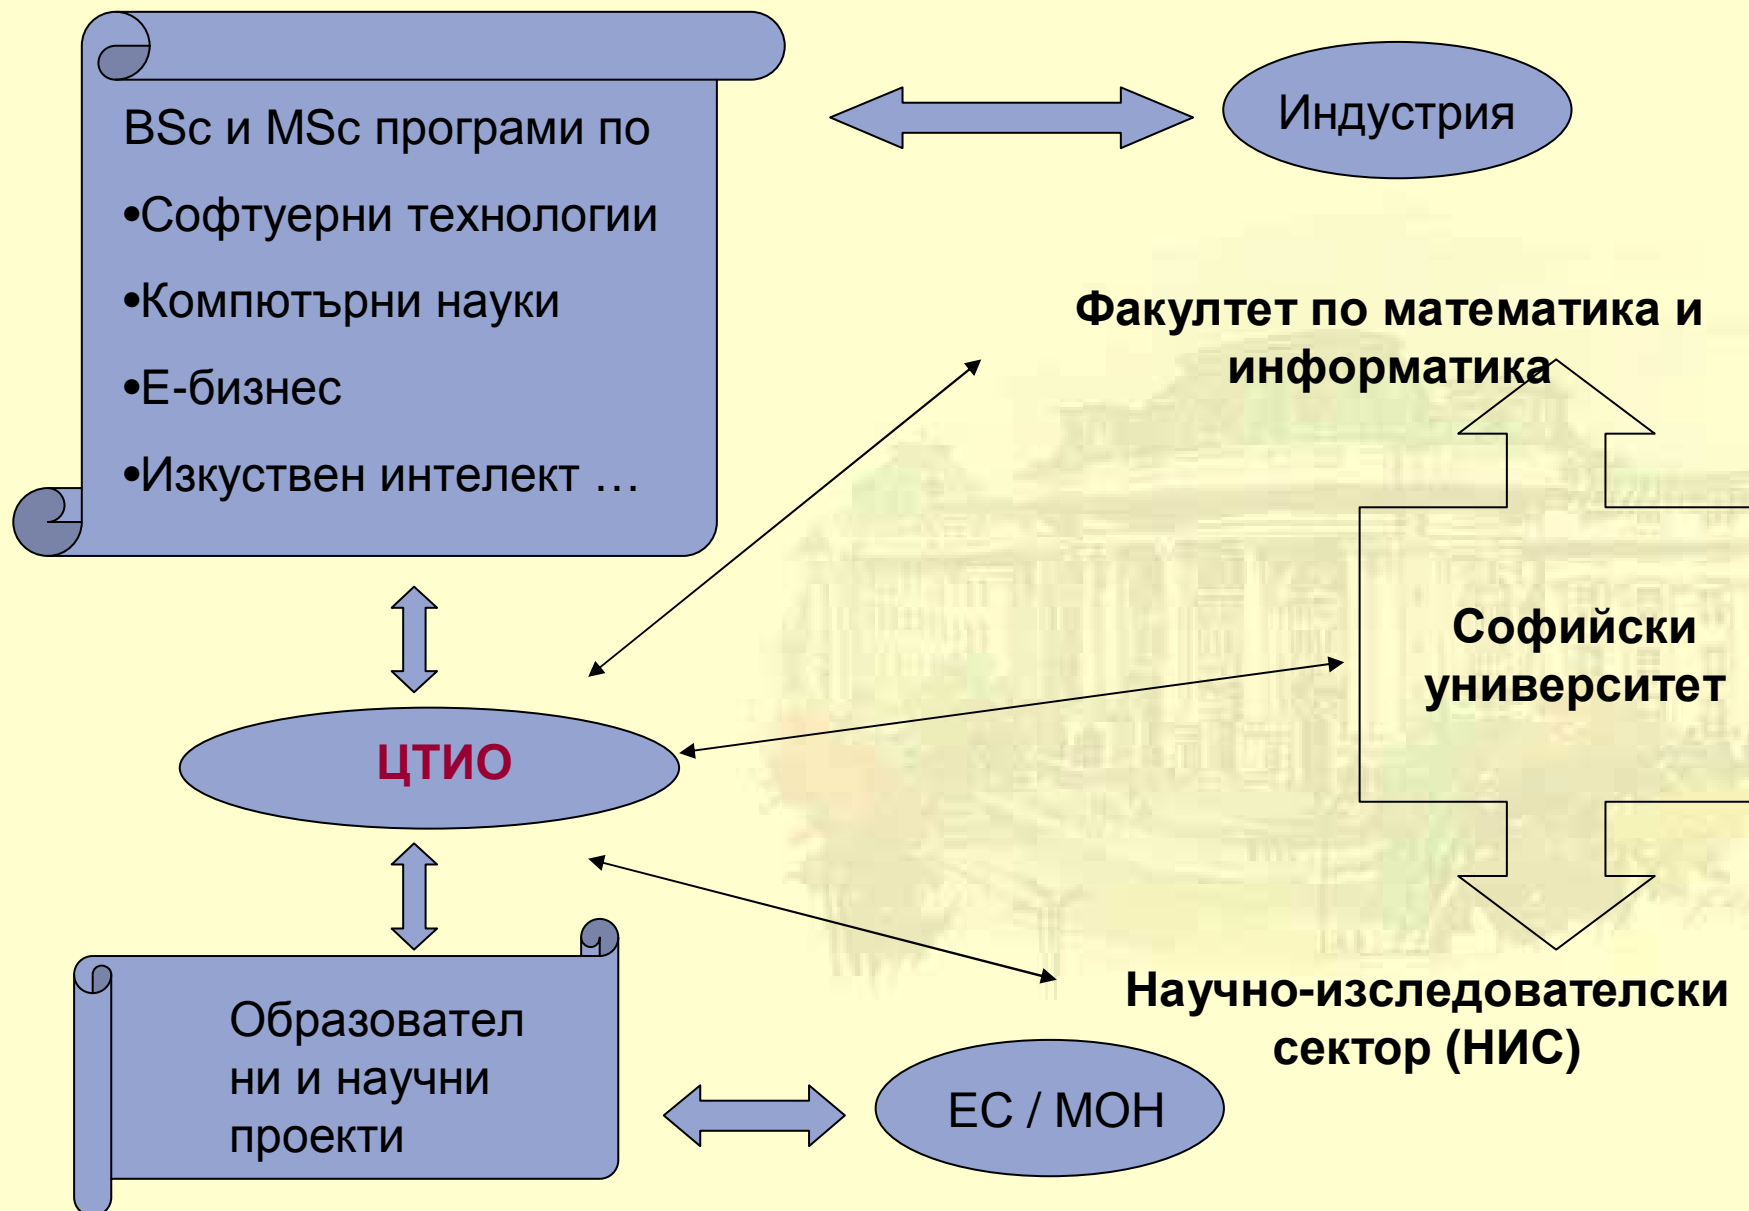 BSc и MSc програми по
•Софтуерни технологии
•Компютърни науки
•Е-бизнес
•Изкуствен интелект …
Индустрия
Факултет по математика и
информатика
Софийски
университет
ЦТИО
Научно-изследователски
сектор (НИС)
Образовател
ни и научни
проекти
ЕС / МОН